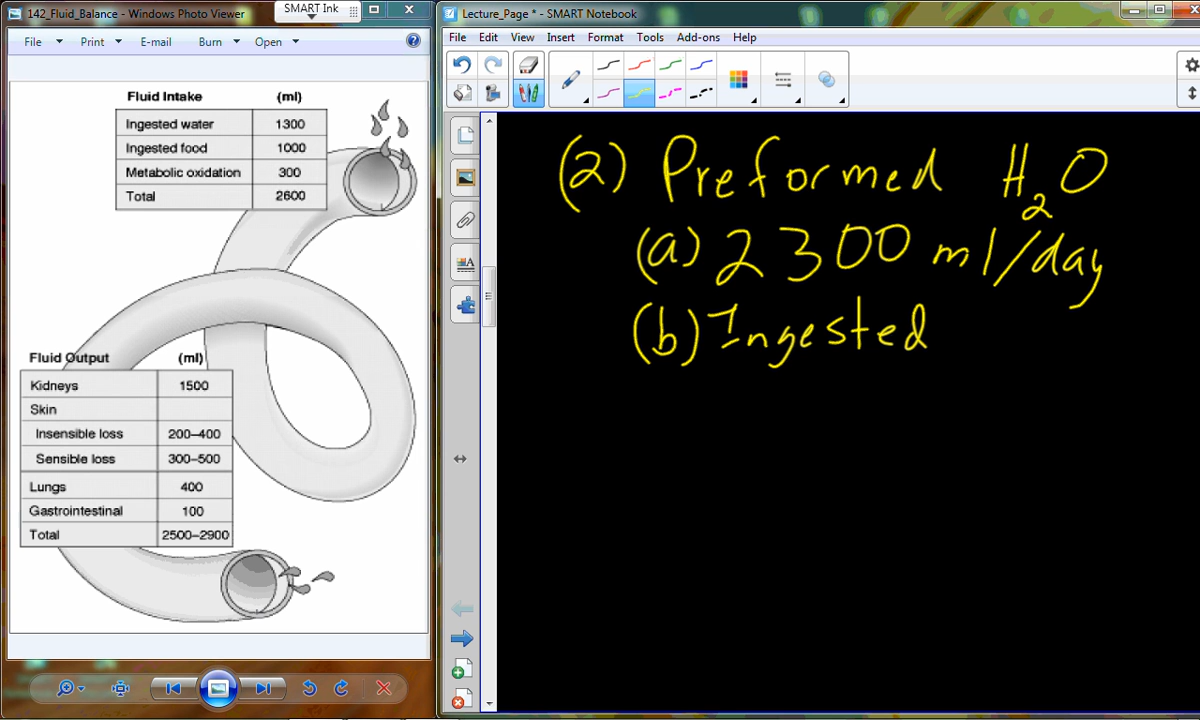 142_Fluid_Balance - Windows Photo Viewer
SMART Ink
File Print E-mail Burn Open
Fluid Intake (ml)
Ingested water 1300
Ingested food 1000
Metabolic oxidation 300
Total 2600
Fluid Output (ml)
Kidneys 1500
Skin
Insensible loss 200–400
Sensible loss 300–500
Lungs 400
Gastrointestinal 100
Total 2500–2900
Lecture_Page * - SMART Notebook
File Edit View Insert Format Tools Add-ons Help
(2) Preformed H2O
(a) 2300 ml/day
(b) Ingested